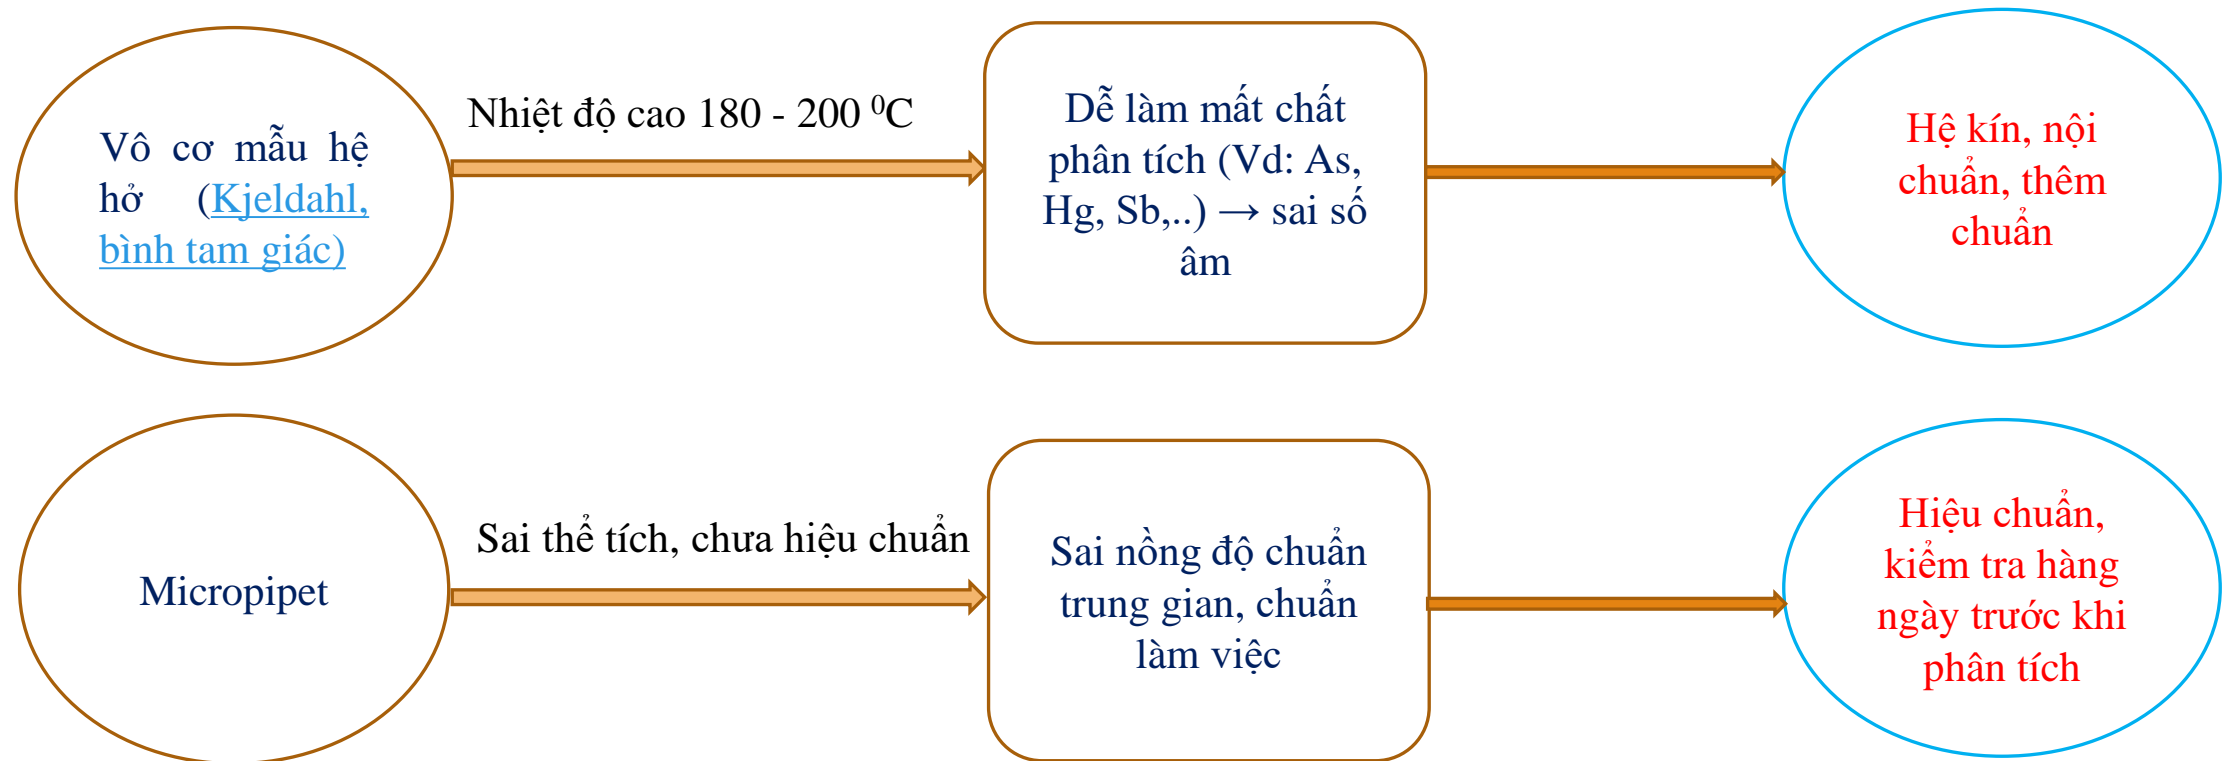 Vô cơ mẫu hệ
hở (Kjeldahl,
bình tam giác)
Nhiệt độ cao 180 - 200 ⁰C
Dễ làm mất chất
phân tích (Vd: As,
Hg, Sb,..) → sai số
âm
Hệ kín, nội
chuẩn, thêm
chuẩn
Micropipet
Sai thể tích, chưa hiệu chuẩn
Sai nồng độ chuẩn
trung gian, chuẩn
làm việc
Hiệu chuẩn,
kiểm tra hàng
ngày trước khi
phân tích